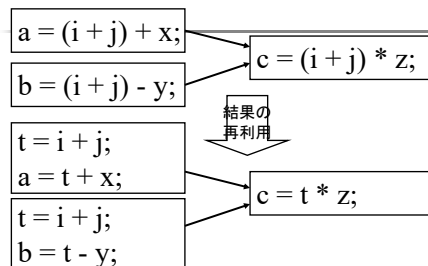 a = (i + j) + x;
c = (i + j) * z;
b = (i + j) - y;
結果の
再利用
t = i + j;
a = t + x;
c = t * z;
t = i + j;
b = t - y;